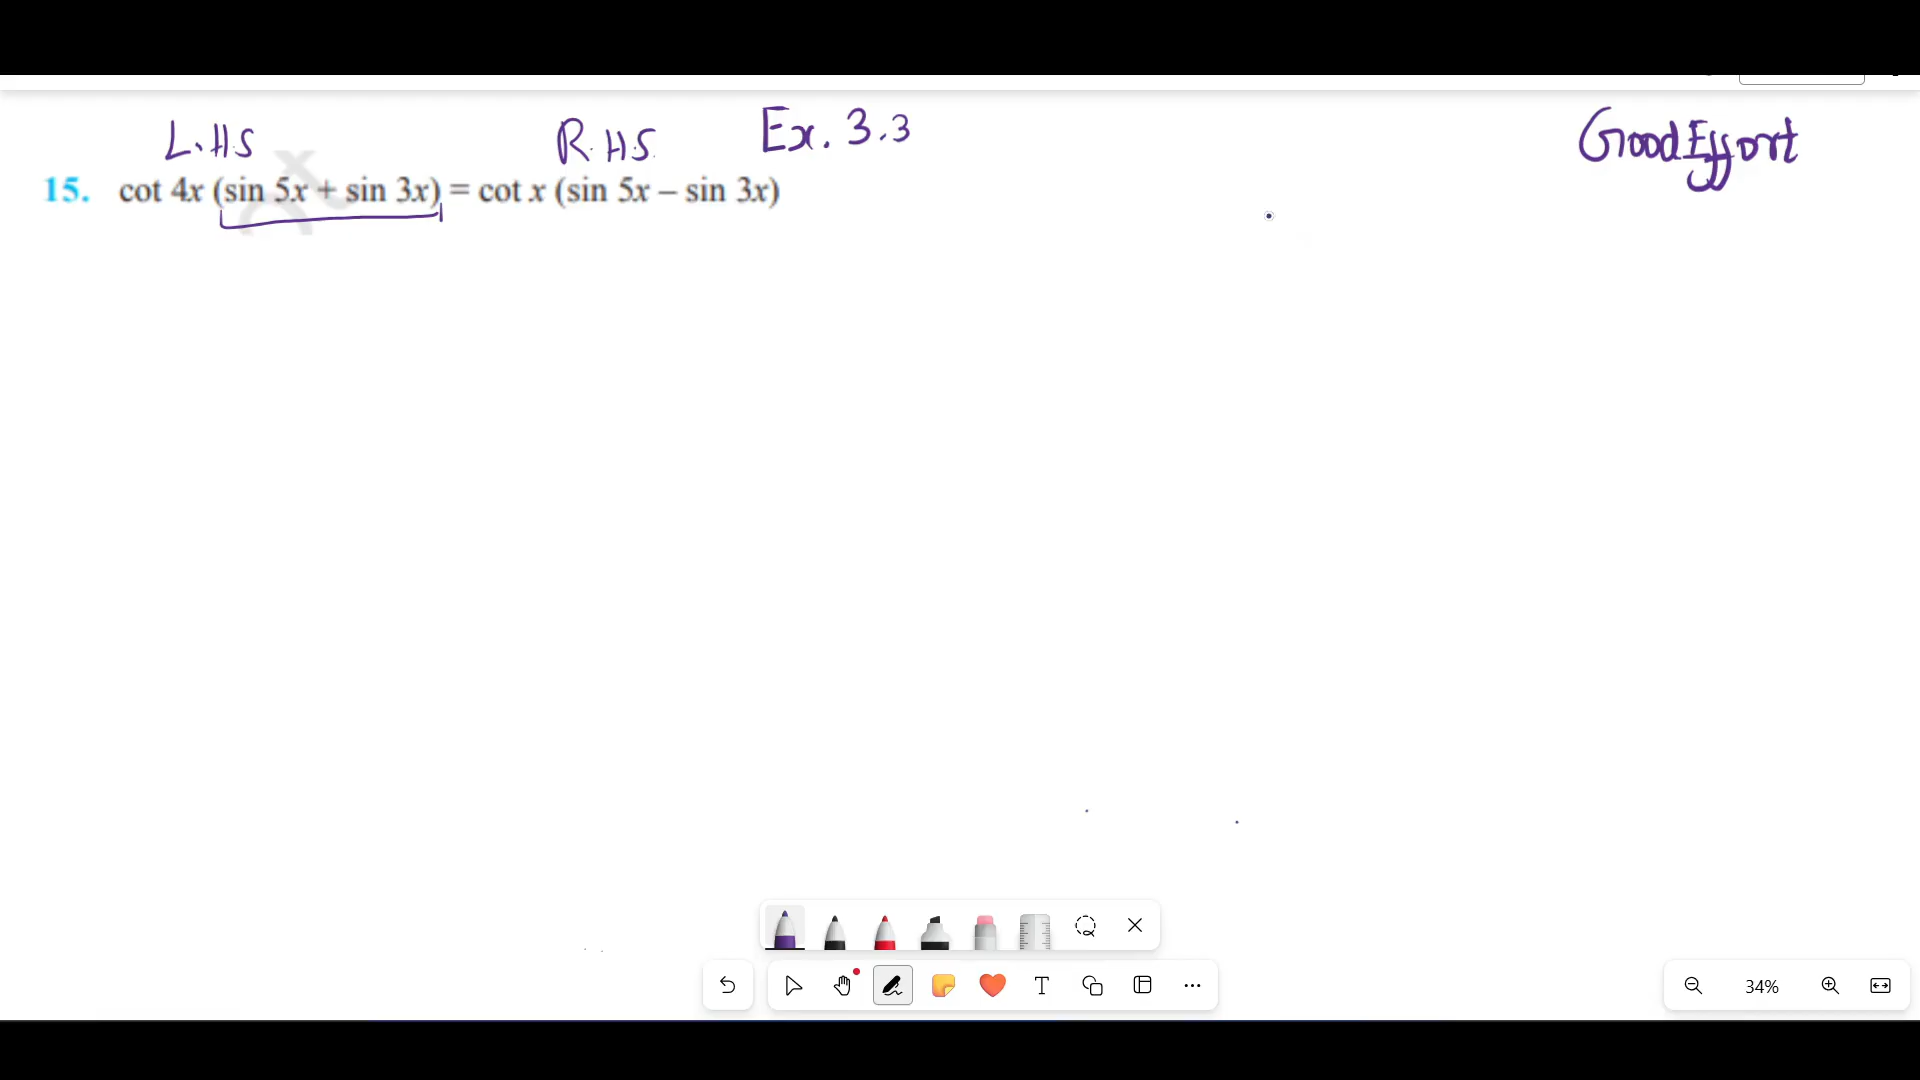 L.H.S R.H.S. Ex. 3.3 Good Effort
15. cot 4x (sin 5x + sin 3x) = cot x (sin 5x – sin 3x)
34%